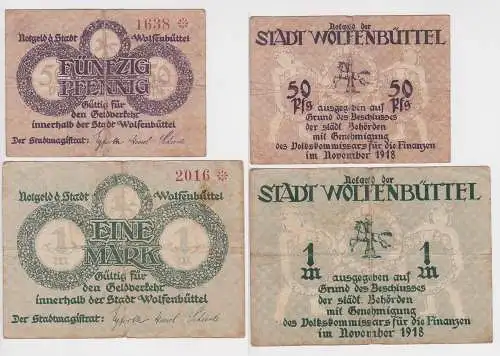 1638 *
Notgeld d. Stadt Wolfenbüttel
50 50
FÜNFZIG
PFENNIG
Gültig für
den Geldverkehr
innerhalb der Stadt Wolfenbüttel
Der Stadtmagistrat:
Notgeld der
STADT WOLFENBÜTTEL
50 50
Pfg Pfg
ausgegeben auf
Grund des Beschlusses
der städt Behörden
mit Genehmigung
des Volkskommissars für die Finanzen
im November 1918
2016 *
Notgeld d. Stadt Wolfenbüttel
1 1
EINE
m MARK m
Gültig für
den Geldverkehr
innerhalb der Stadt Wolfenbüttel
Der Stadtmagistrat:
Notgeld der
STADT WOLFENBÜTTEL
1 1
m m
ausgegeben auf
Grund des Beschlusses
der städt Behörden
mit Genehmigung
des Volkskommissars für die Finanzen
im November 1918